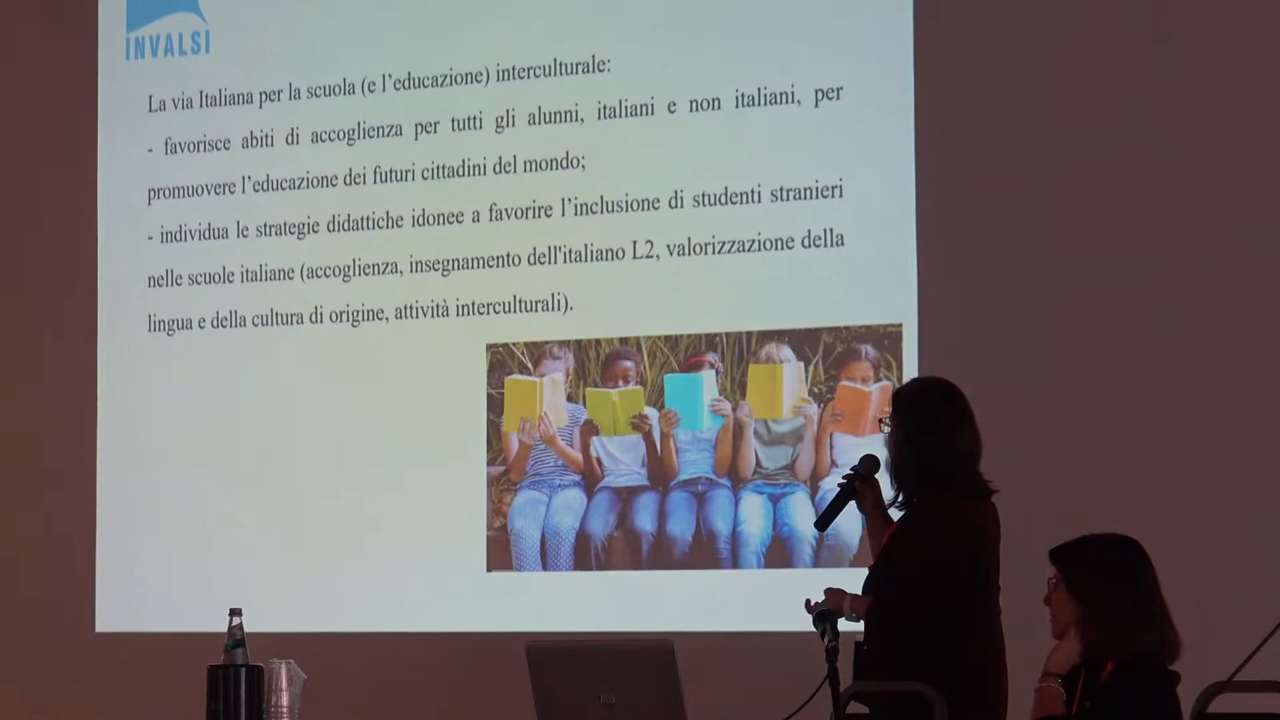 INVALSI
La via Italiana per la scuola (e l'educazione) interculturale:
- favorisce abiti di accoglienza per tutti gli alunni, italiani e non italiani, per
promuovere l'educazione dei futuri cittadini del mondo;
- individua le strategie didattiche idonee a favorire l'inclusione di studenti stranieri
nelle scuole italiane (accoglienza, insegnamento dell'italiano L2, valorizzazione della
lingua e della cultura di origine, attività interculturali).